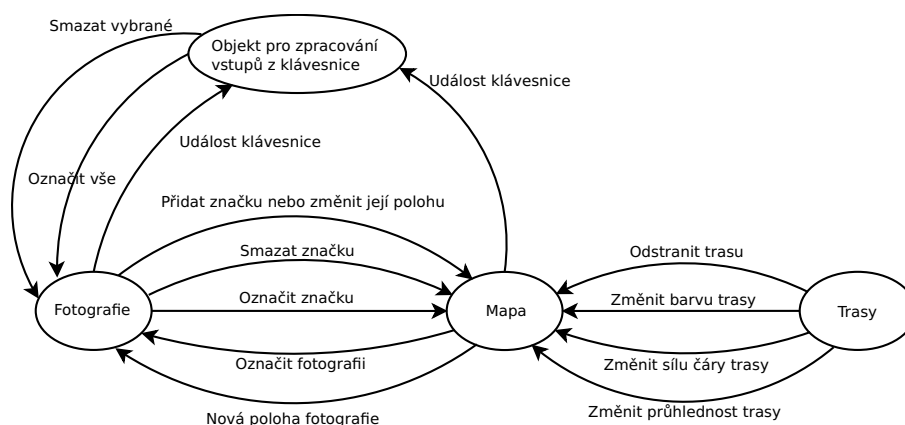 Smazat vybrané
Objekt pro zpracování
vstupů z klávesnice
Událost klávesnice
Událost klávesnice
Označit vše
Přidat značku nebo změnit její polohu
Smazat značku
Odstranit trasu
Označit značku
Změnit barvu trasy
Fotografie
Mapa
Trasy
Označit fotografii
Změnit sílu čáry trasy
Nová poloha fotografie
Změnit průhlednost trasy